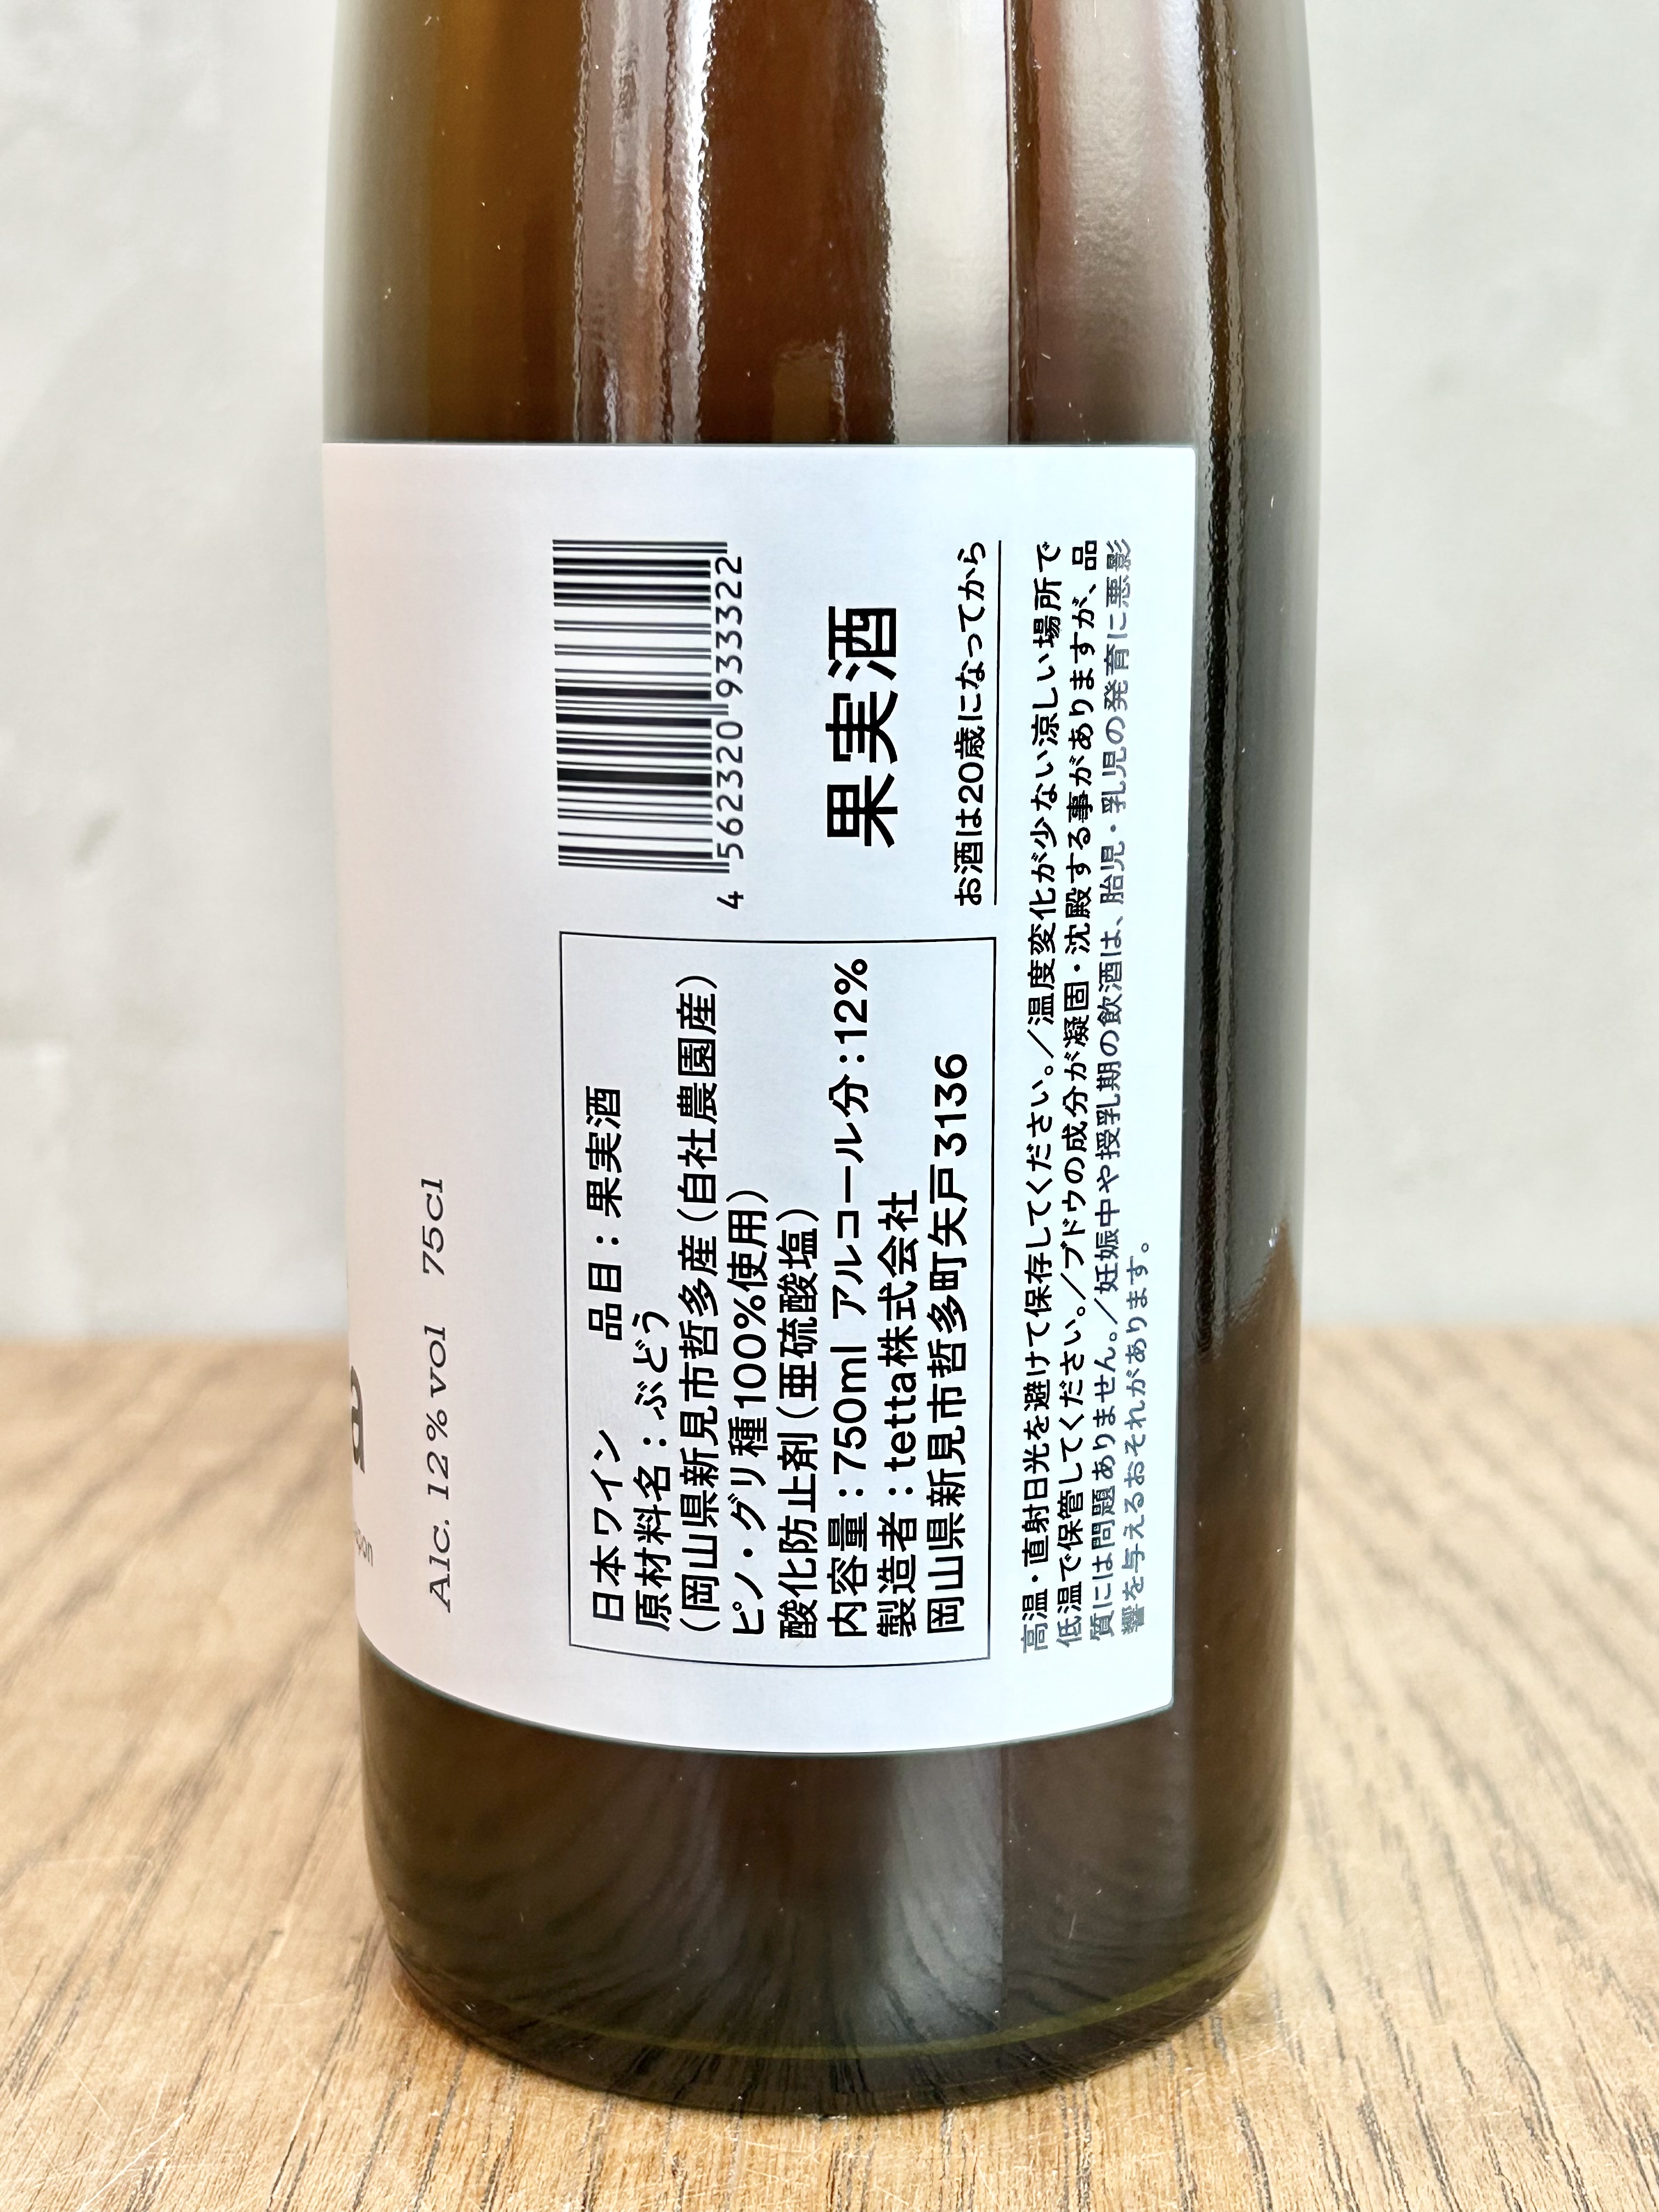 Alc. 12% vol 75cl
日本ワイン 品目：果実酒
原材料名：ぶどう
（岡山県新見市哲多産（自社農園産）
ピノ・グリ種100%使用）
酸化防止剤（亜硫酸塩）
内容量：750ml アルコール分：12%
製造者：tetta株式会社
岡山県新見市哲多町矢戸3136
4 562320 933322
果実酒
お酒は20歳になってから
高温・直射日光を避けて保存してください。／温度変化が少ない涼しい場所で
低温で保管してください。／ブドウの成分が凝固・沈殿する事がありますが、品
質には問題ありません。／妊娠中や授乳期の飲酒は、胎児・乳児の発育に悪影
響を与えるおそれがあります。